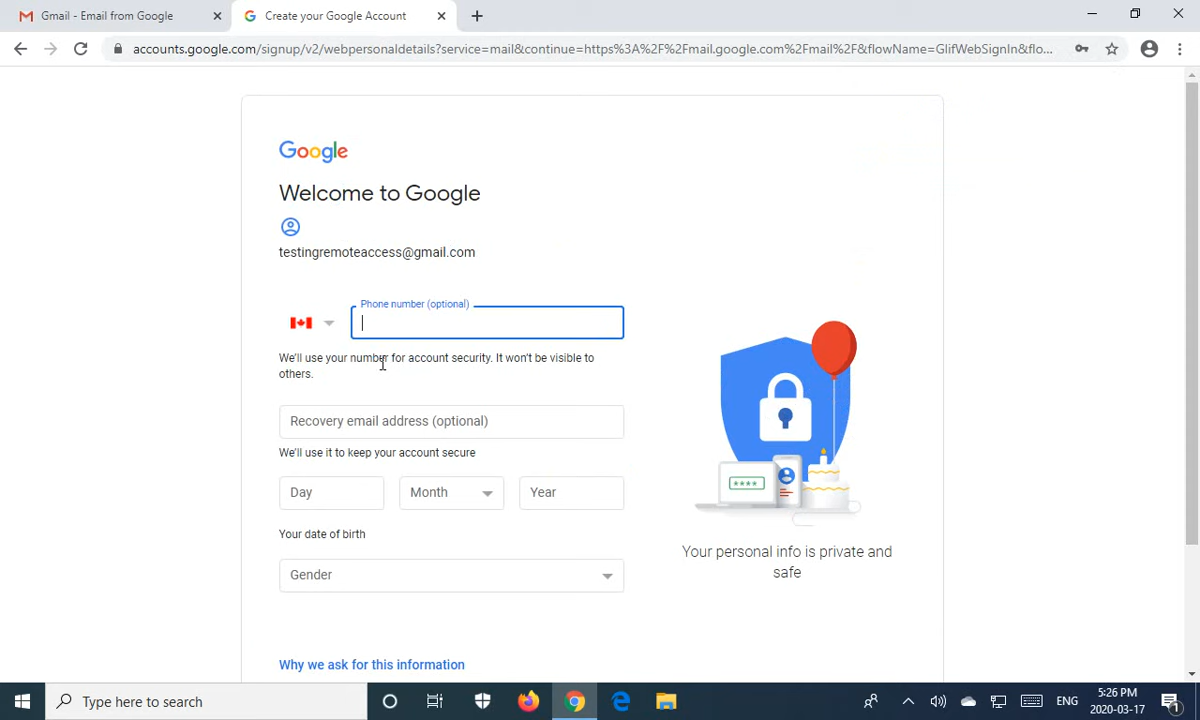 Gmail - Email from Google
Create your Google Account
accounts.google.com/signup/v2/webpersonaldetails?service=mail&continue=https%3A%2F%2Fmail.google.com%2Fmail%2F&flowName=GlifWebSignIn&flo...
Google
Welcome to Google
testingremoteaccess@gmail.com
Phone number (optional)
We'll use your number for account security. It won't be visible to
others.
Recovery email address (optional)
We'll use it to keep your account secure
Day Month Year
Your date of birth
Gender
Why we ask for this information
****
Your personal info is private and
safe
Type here to search
ENG
5:26 PM
2020-03-17
1